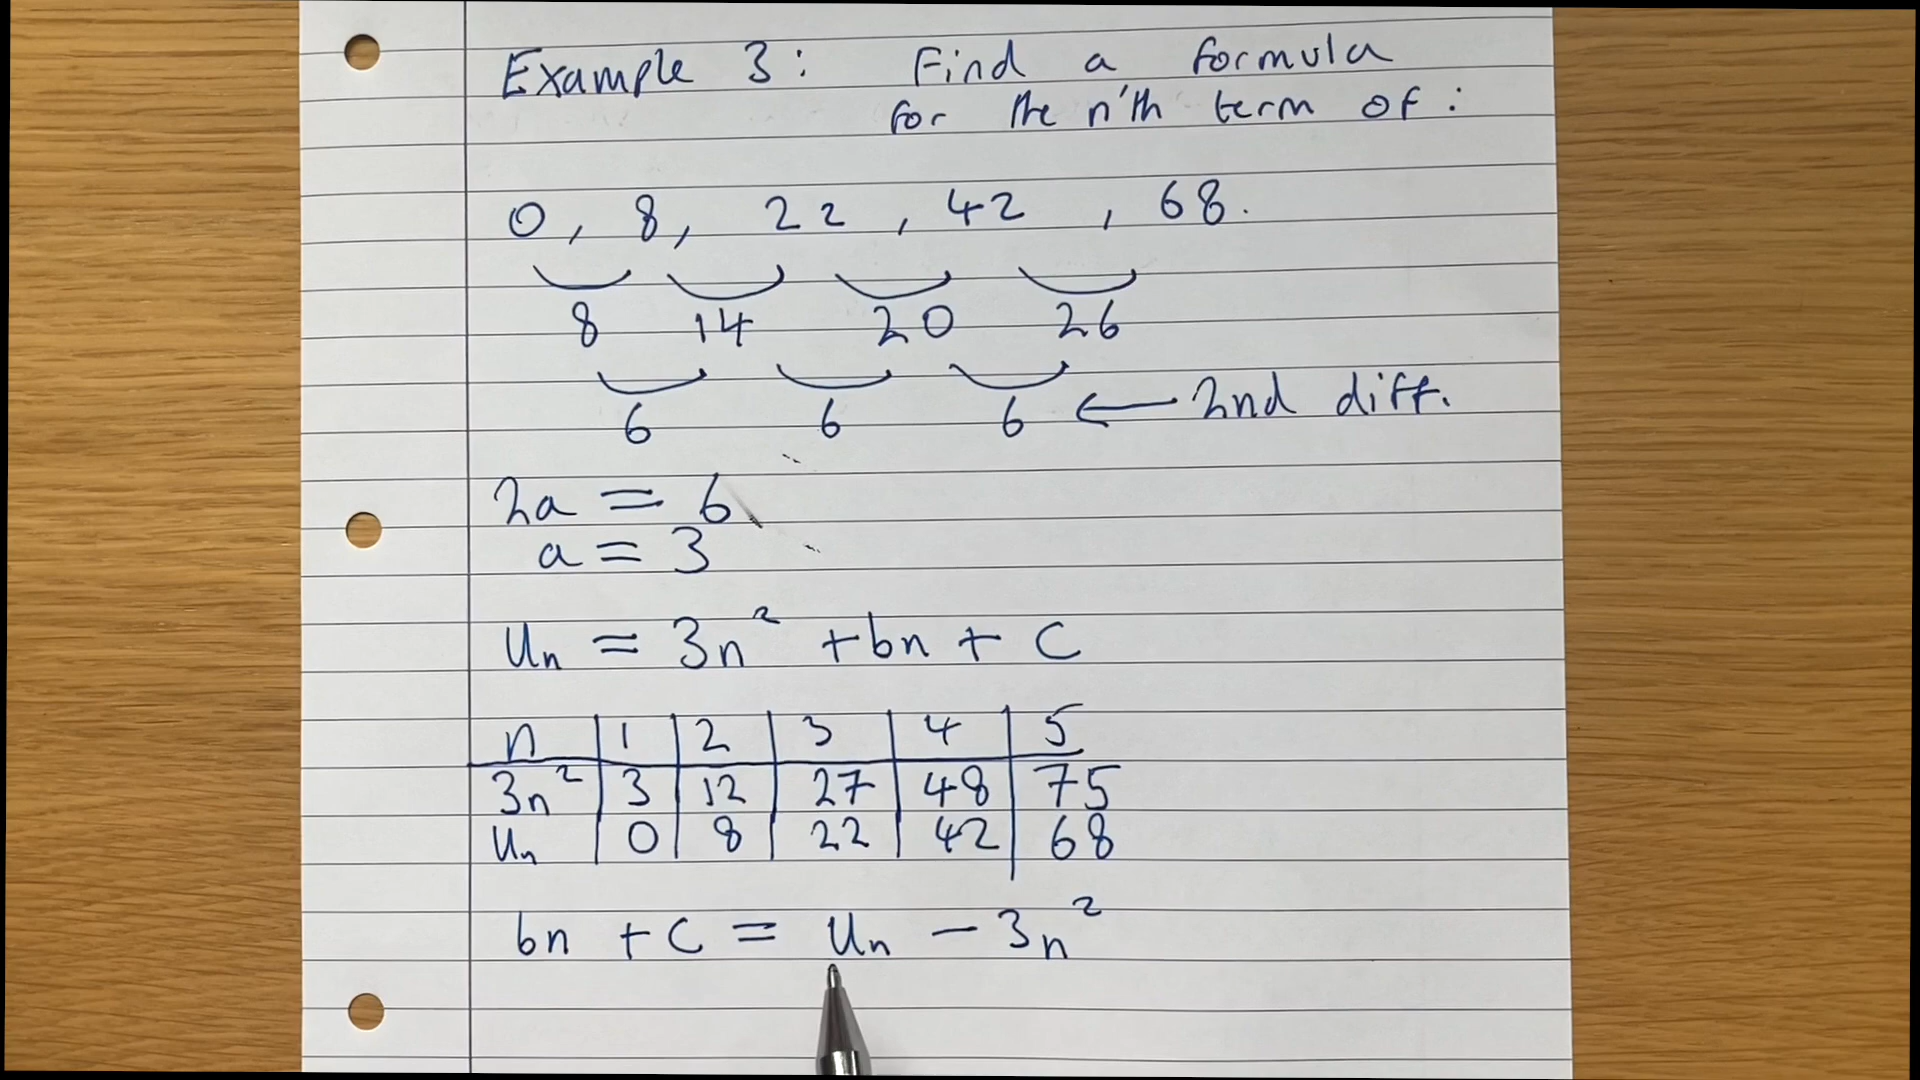 Example 3: Find a formula
for the n'th term of:
0, 8, 22, 42, 68.
8 14 20 26
6 6 6 ← 2nd diff.
2a = 6
a = 3
Un = 3n² + bn + C
n 1 2 3 4 5
3n² 3 12 27 48 75
Un 0 8 22 42 68
bn + C = Un − 3n²